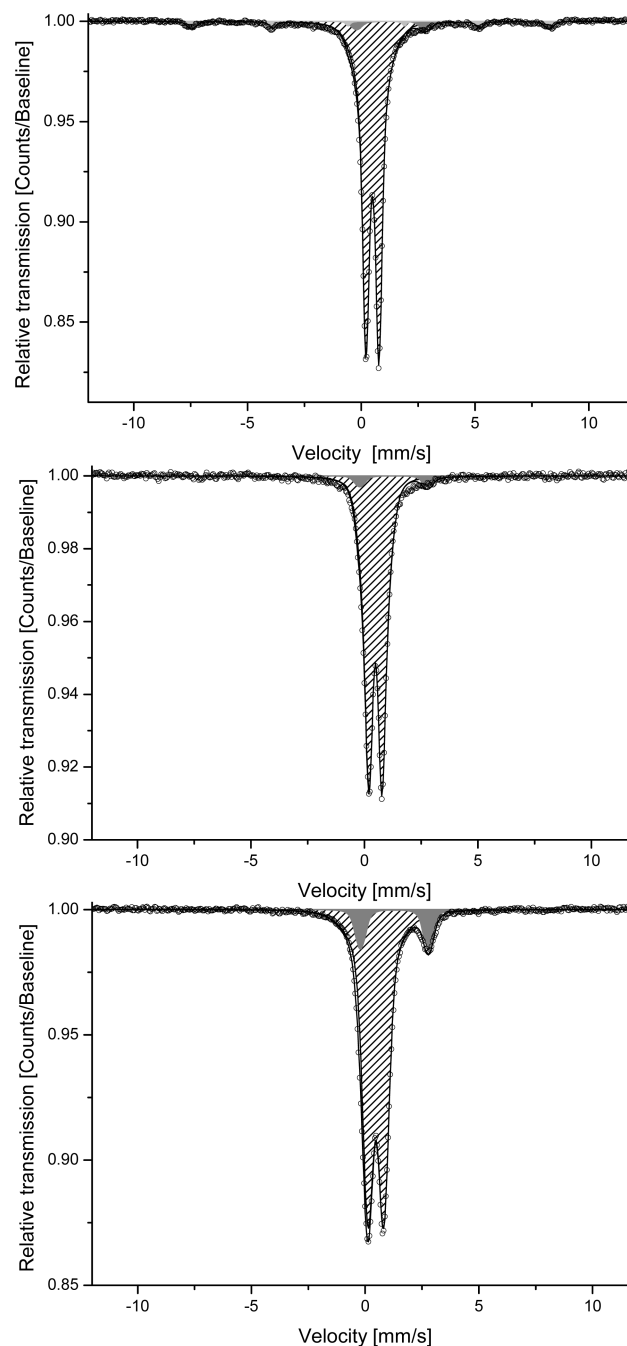 1.00
0.95
0.90
0.85
Relative transmission [Counts/Baseline]
-10 -5 0 5 10
Velocity [mm/s]
1.00
0.98
0.96
0.94
0.92
0.90
Relative transmission [Counts/Baseline]
-10 -5 0 5 10
Velocity [mm/s]
1.00
0.95
0.90
0.85
Relative transmission [Counts/Baseline]
-10 -5 0 5 10
Velocity [mm/s]